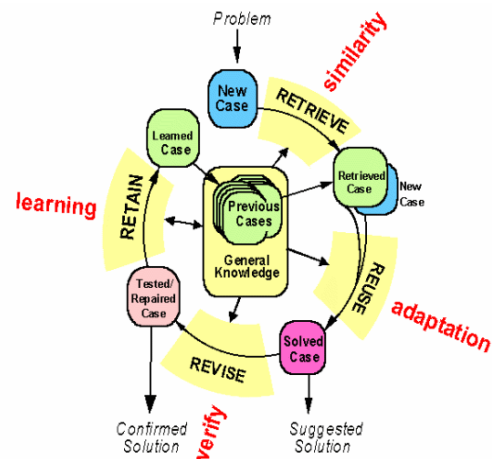 Problem
similarity
New
Case
RETRIEVE
Learned
Case
Retrieved
Case
New
Case
learning
RETAIN
Previous
Cases
General
Knowledge
REUSE
adaptation
Tested/
Repaired
Case
Solved
Case
REVISE
verify
Confirmed
Solution
Suggested
Solution